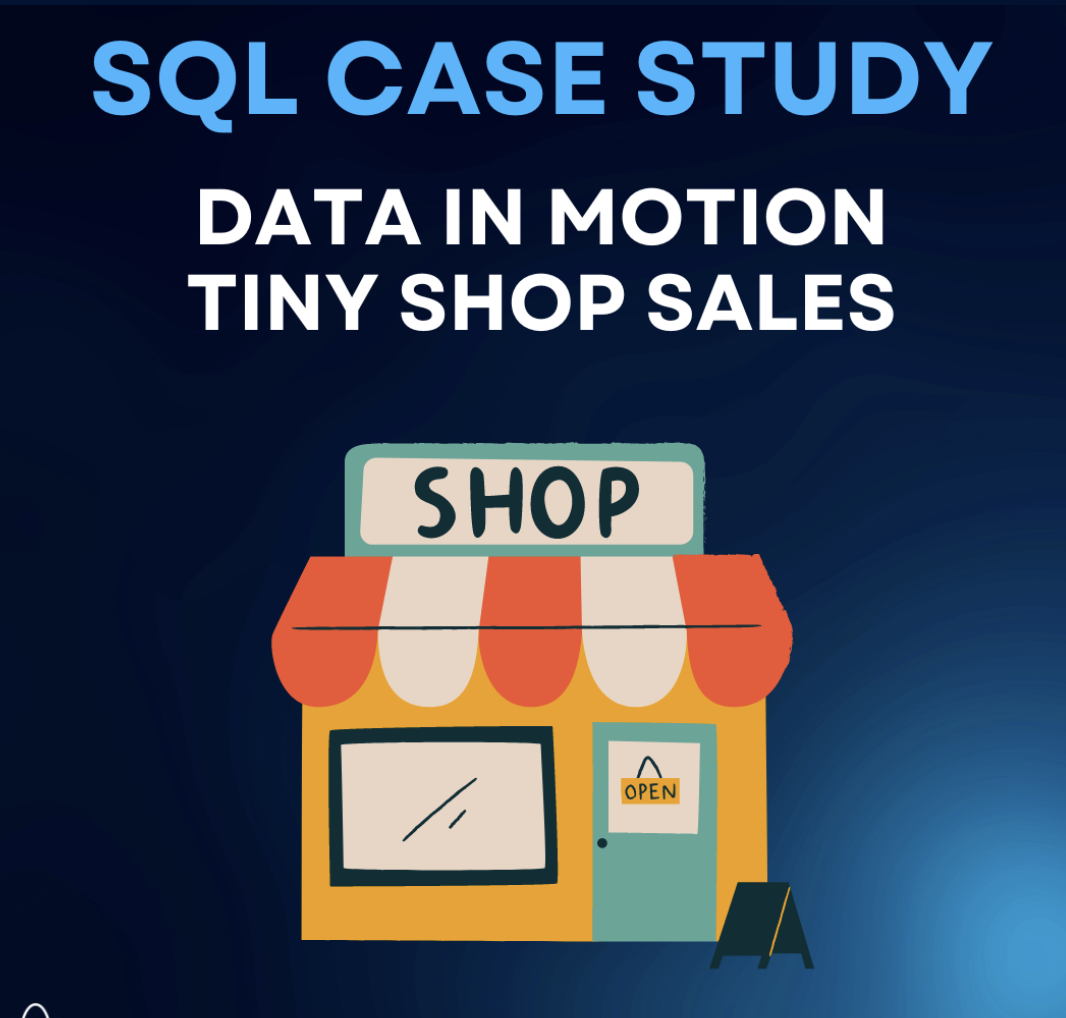 SQL CASE STUDY
DATA IN MOTION
TINY SHOP SALES
SHOP
OPEN